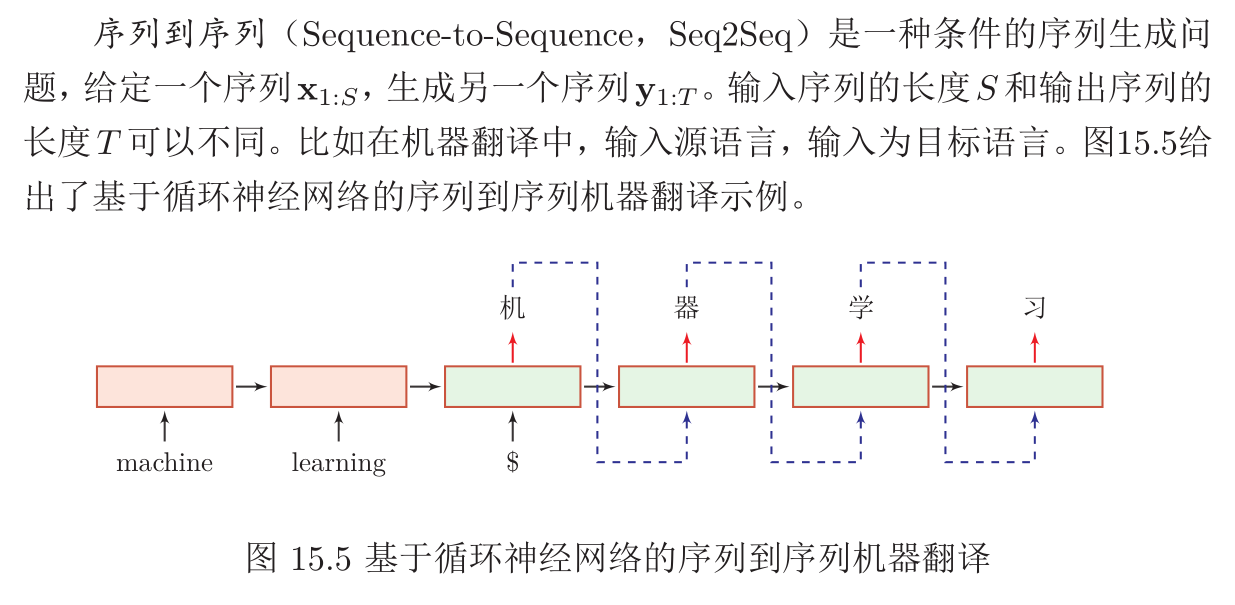 序列到序列（Sequence-to-Sequence，Seq2Seq）是一种条件的序列生成问
题，给定一个序列 x1:S，生成另一个序列 y1:T。输入序列的长度 S 和输出序列的
长度 T 可以不同。比如在机器翻译中，输入源语言，输入为目标语言。图15.5给
出了基于循环神经网络的序列到序列机器翻译示例。
机 器 学 习
machine learning $
图 15.5 基于循环神经网络的序列到序列机器翻译